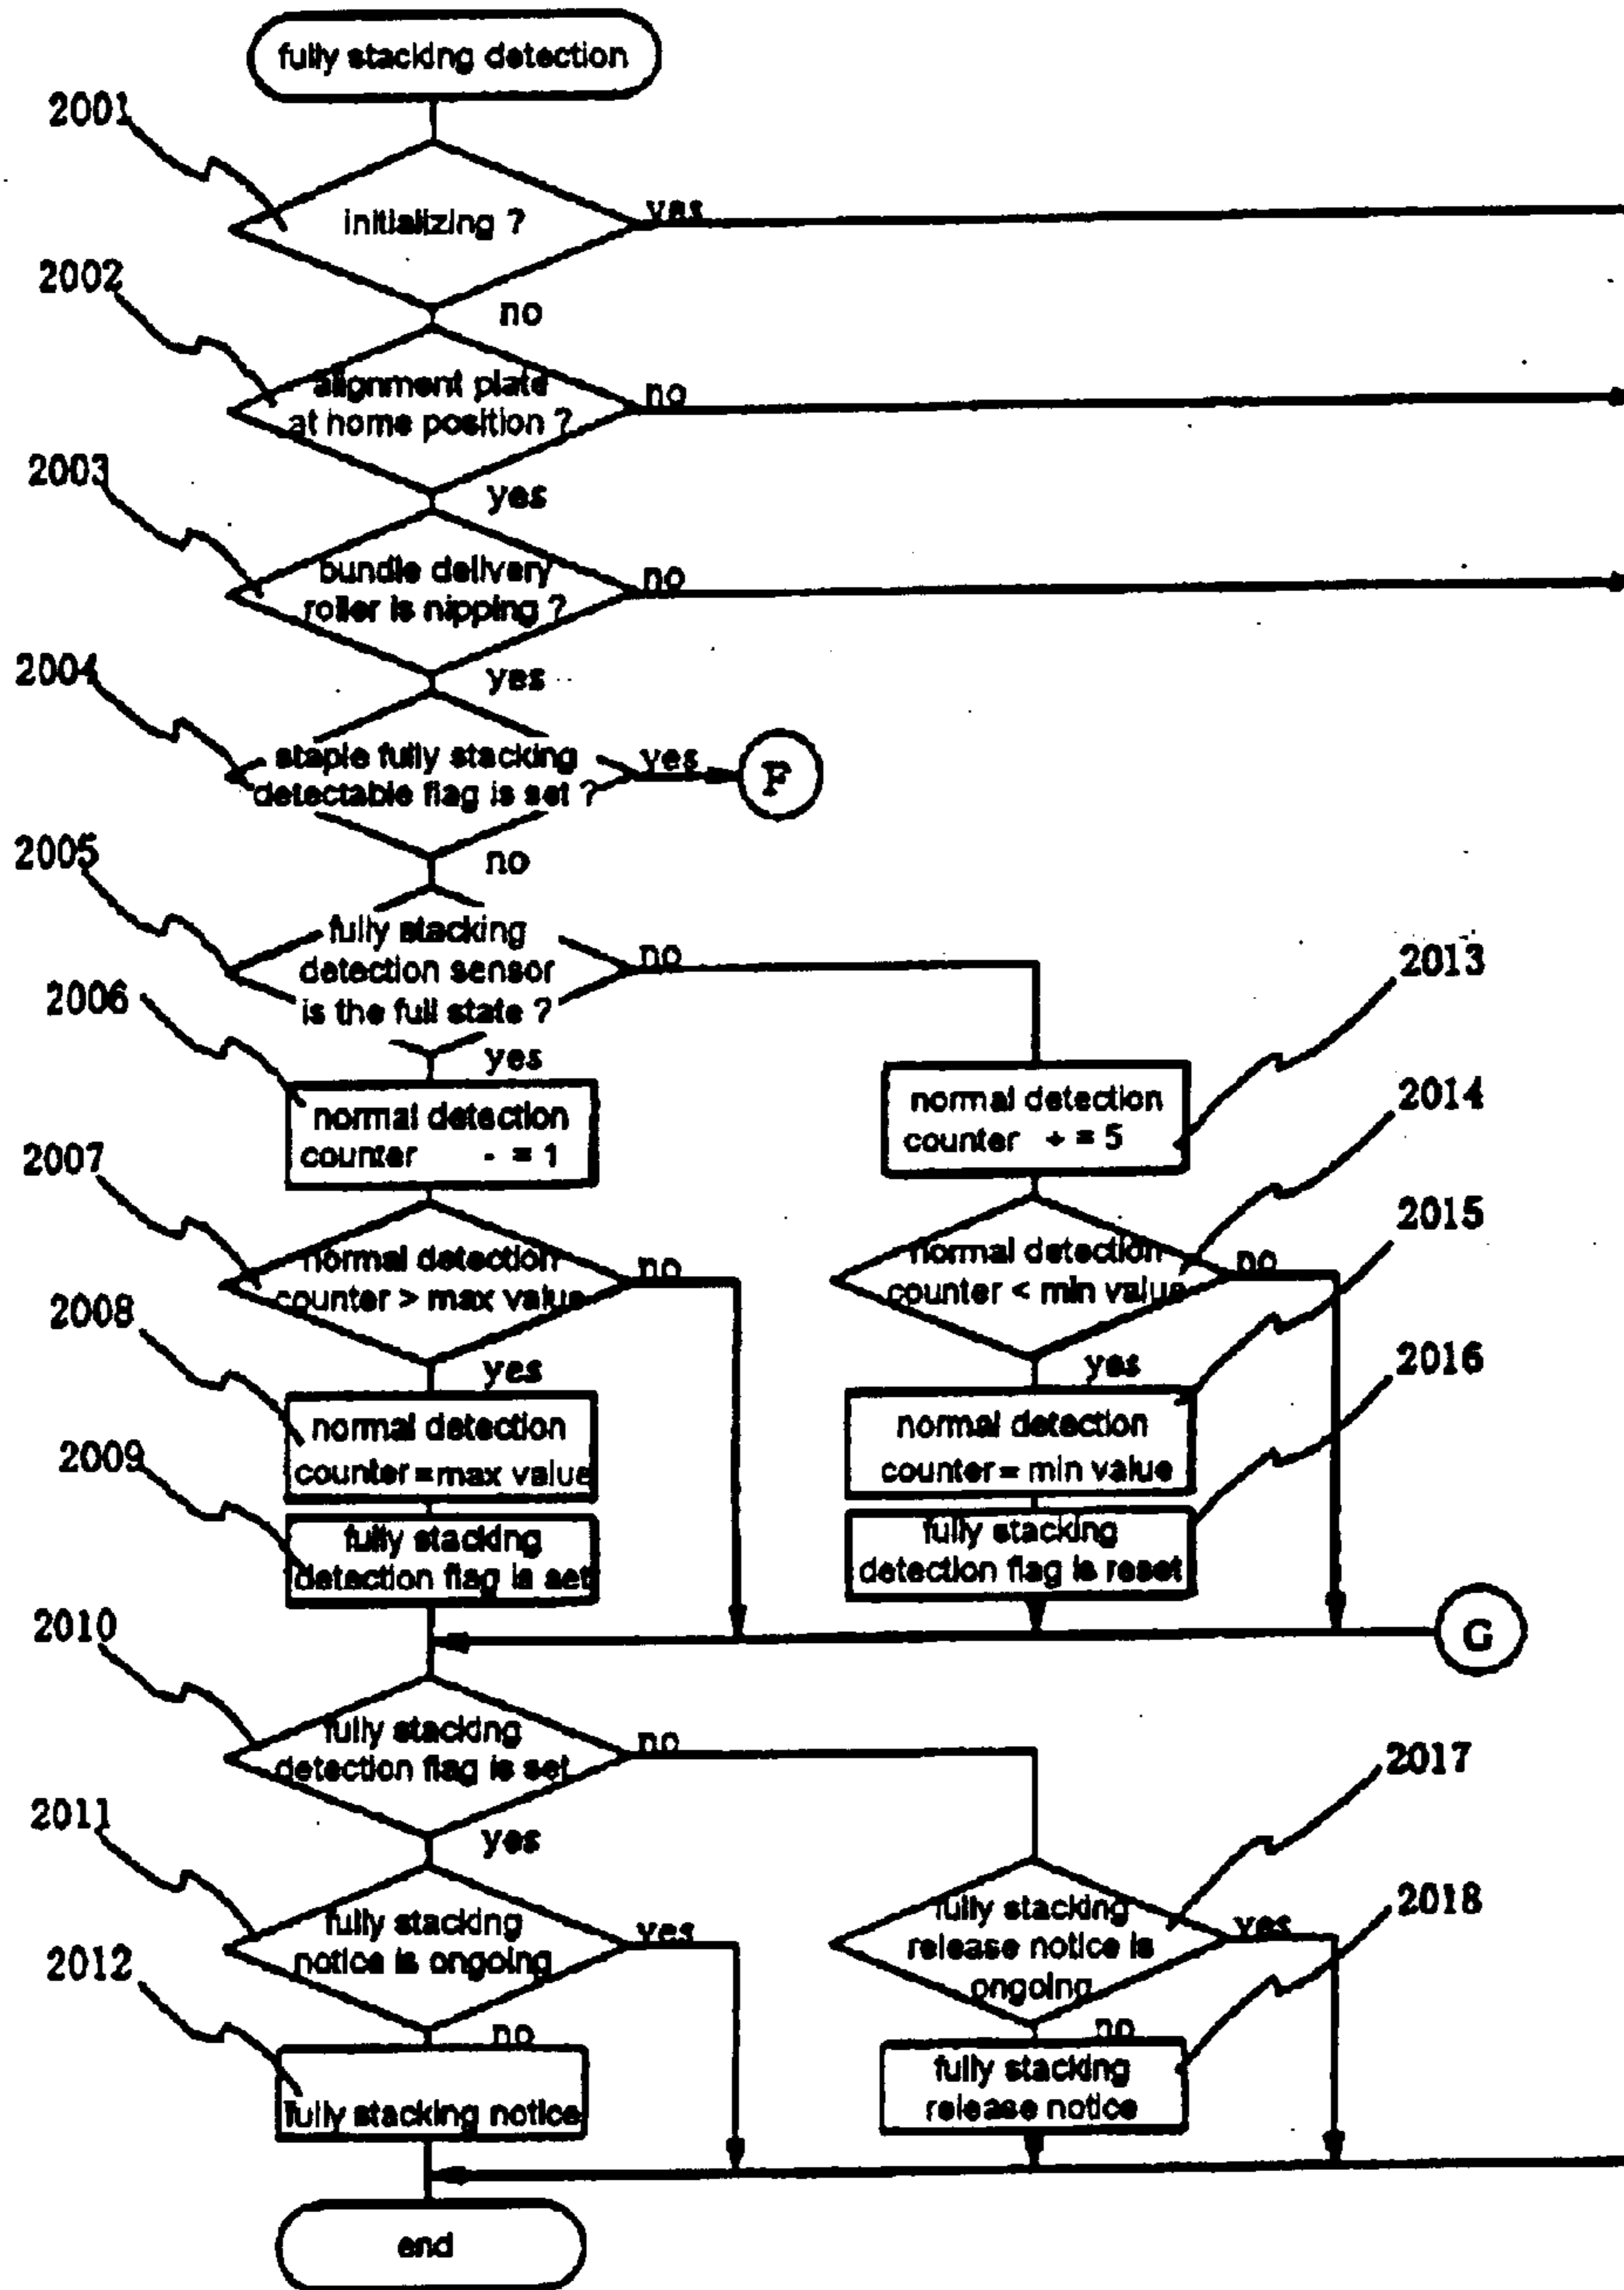 fully stacking detection
2001
initializing ?
yes
no
2002
alignment plate
at home position ?
no
yes
2003
bundle delivery
roller is nipping ?
no
yes
2004
staple fully stacking
detectable flag is set ?
yes
F
no
2005
fully stacking
detection sensor
is the full state ?
no
yes
2006
normal detection
counter - = 1
2013
normal detection
counter + = 5
2007
normal detection
counter > max value
no
yes
2014
normal detection
counter < min value
no
yes
2008
normal detection
counter = max value
2015
normal detection
counter = min value
2009
fully stacking
detection flag is set
2016
fully stacking
detection flag is reset
G
2010
fully stacking
detection flag is set
no
yes
2011
fully stacking
notice is ongoing
yes
no
2017
fully stacking
release notice is
ongoing
yes
no
2012
fully stacking notice
2018
fully stacking
release notice
end